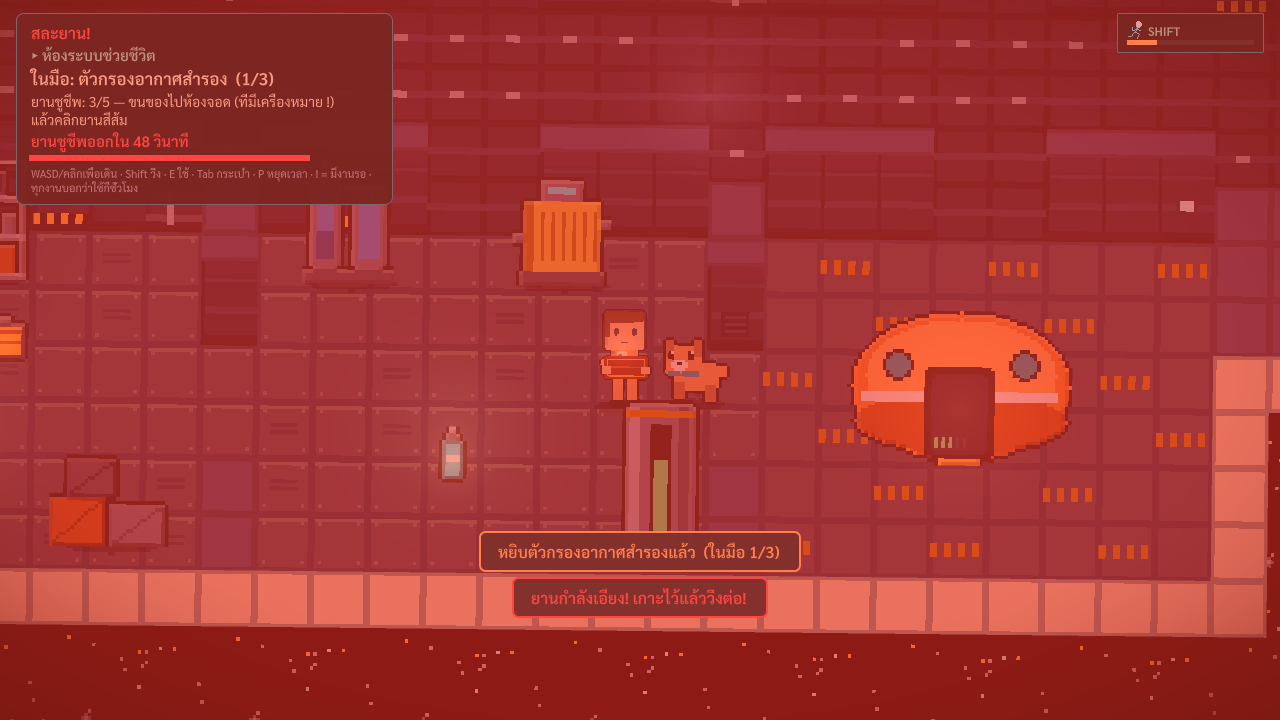 สละยาน!
▸ ห้องระบบช่วยชีวิต
ในมือ: ตัวกรองอากาศสำรอง (1/3)
ยานชูชีพ: 3/5 — ขนของไปห้องจอด (ที่มีเครื่องหมาย !)
แล้วคลิกยานสีส้ม
ยานชูชีพออกใน 48 วินาที
WASD/คลิกเพื่อเดิน · Shift วิ่ง · E ใช้ · Tab กระเป๋า · P หยุดเวลา · ! = มีงานรอ ·
ทุกงานบอกว่าใช้กี่ชั่วโมง
SHIFT
หยิบตัวกรองอากาศสำรองแล้ว (ในมือ 1/3)
ยานกำลังเอียง! เกาะไว้แล้ววิ่งต่อ!